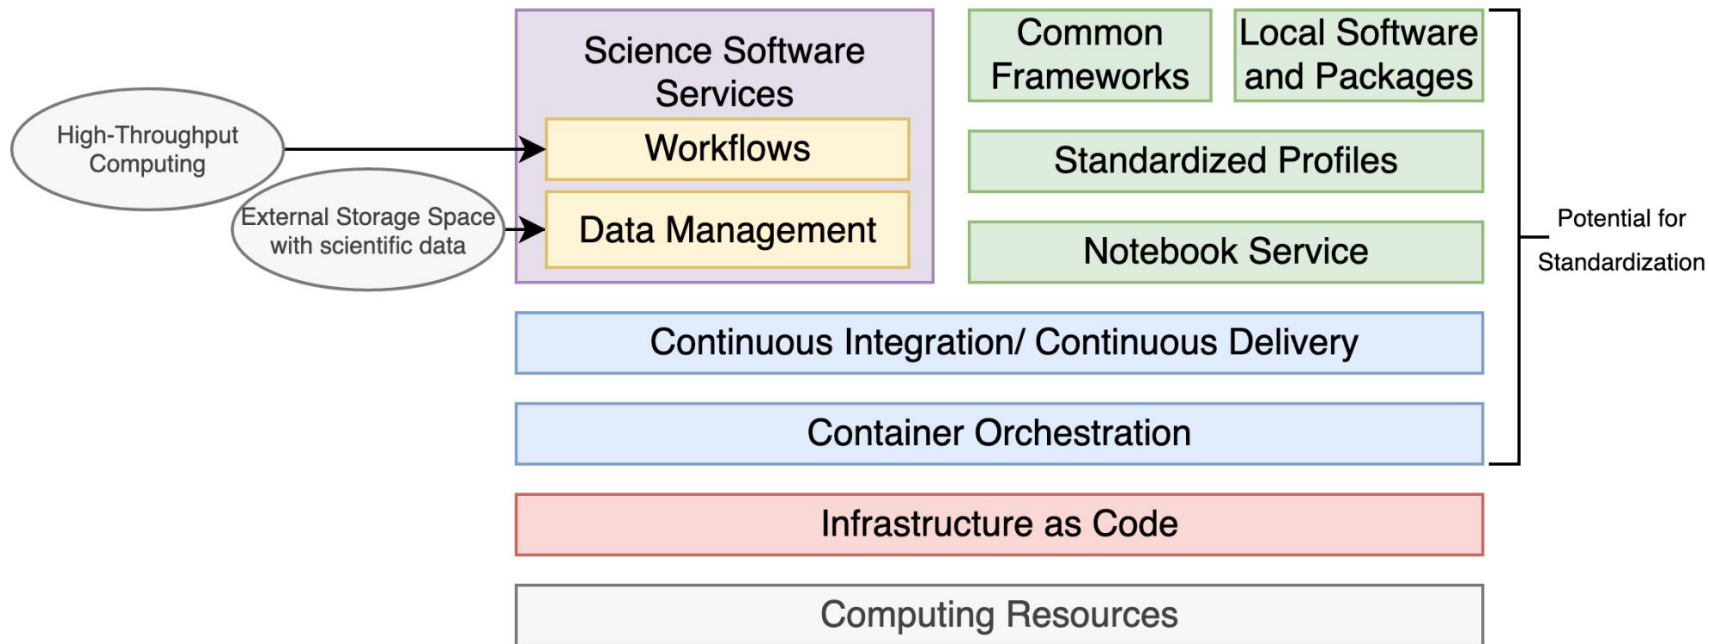 High-Throughput
Computing
External Storage Space
with scientific data
Science Software
Services
Workflows
Data Management
Common
Frameworks
Local Software
and Packages
Standardized Profiles
Notebook Service
Continuous Integration/ Continuous Delivery
Container Orchestration
Infrastructure as Code
Computing Resources
Potential for
Standardization